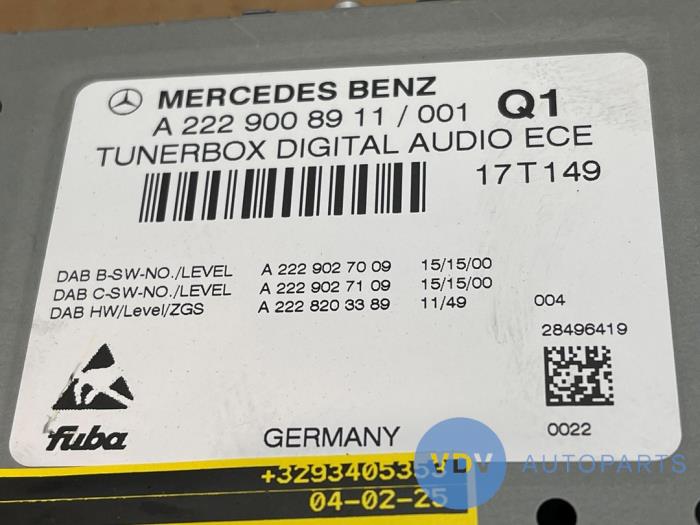 MERCEDES BENZ
A 222 900 89 11 / 001 Q1
TUNERBOX DIGITAL AUDIO ECE
17T149
DAB B-SW-NO./LEVEL A 222 902 70 09 15/15/00
DAB C-SW-NO./LEVEL A 222 902 71 09 15/15/00
DAB HW/Level/ZGS A 222 820 33 89 11/49 004
28496419
fuba
GERMANY
0022
VDV AUTOPARTS
+3293405353
04-02-25